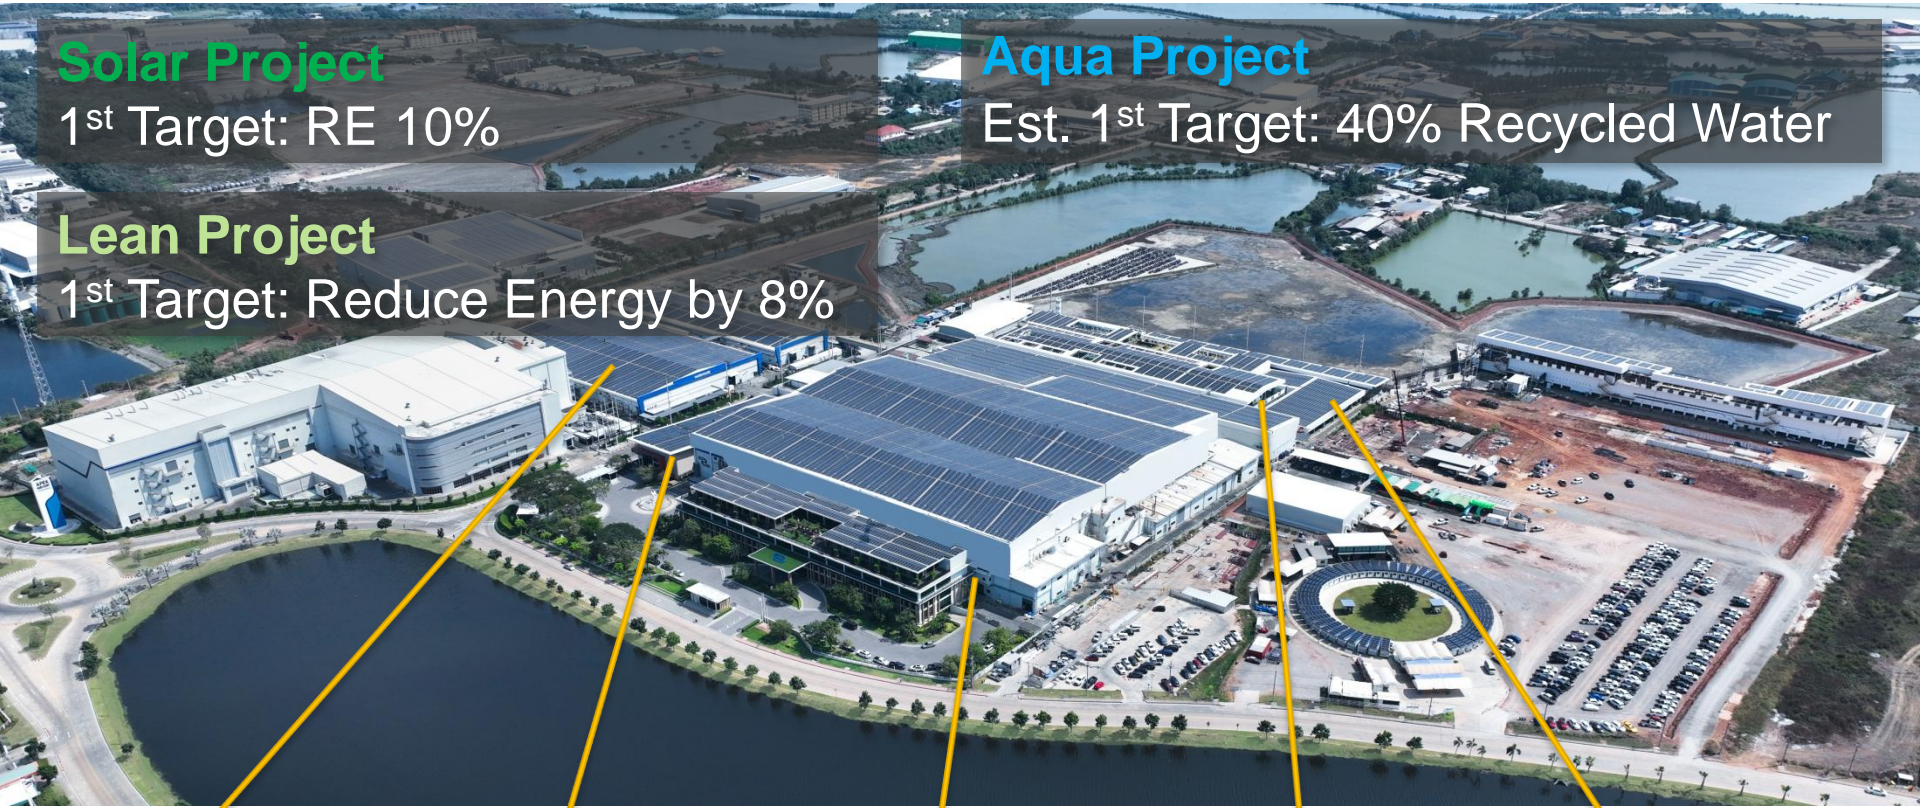 Solar Project
1st Target: RE 10%
Aqua Project
Est. 1st Target: 40% Recycled Water
Lean Project
1st Target: Reduce Energy by 8%